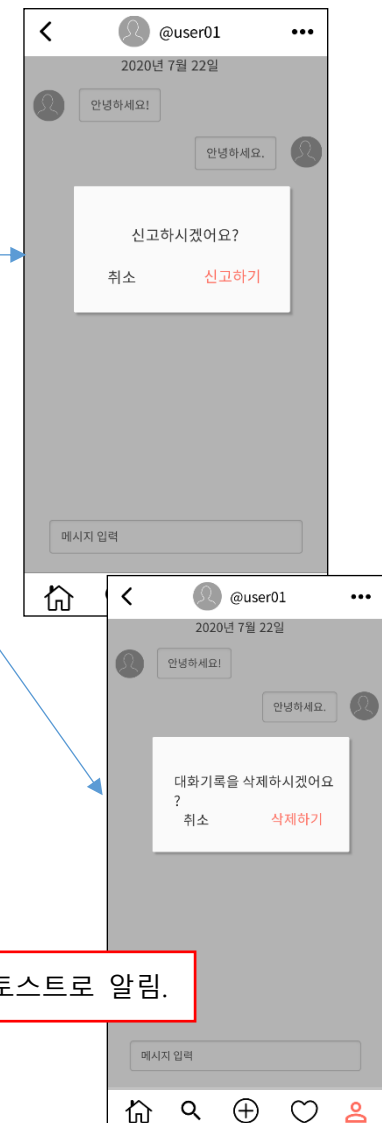 @user01
2020년 7월 22일
안녕하세요!
안녕하세요.
신고하시겠어요?
취소 신고하기
메시지 입력
@user01
2020년 7월 22일
안녕하세요!
안녕하세요.
대화기록을 삭제하시겠어요
?
취소 삭제하기
토스트로 알림.
메시지 입력